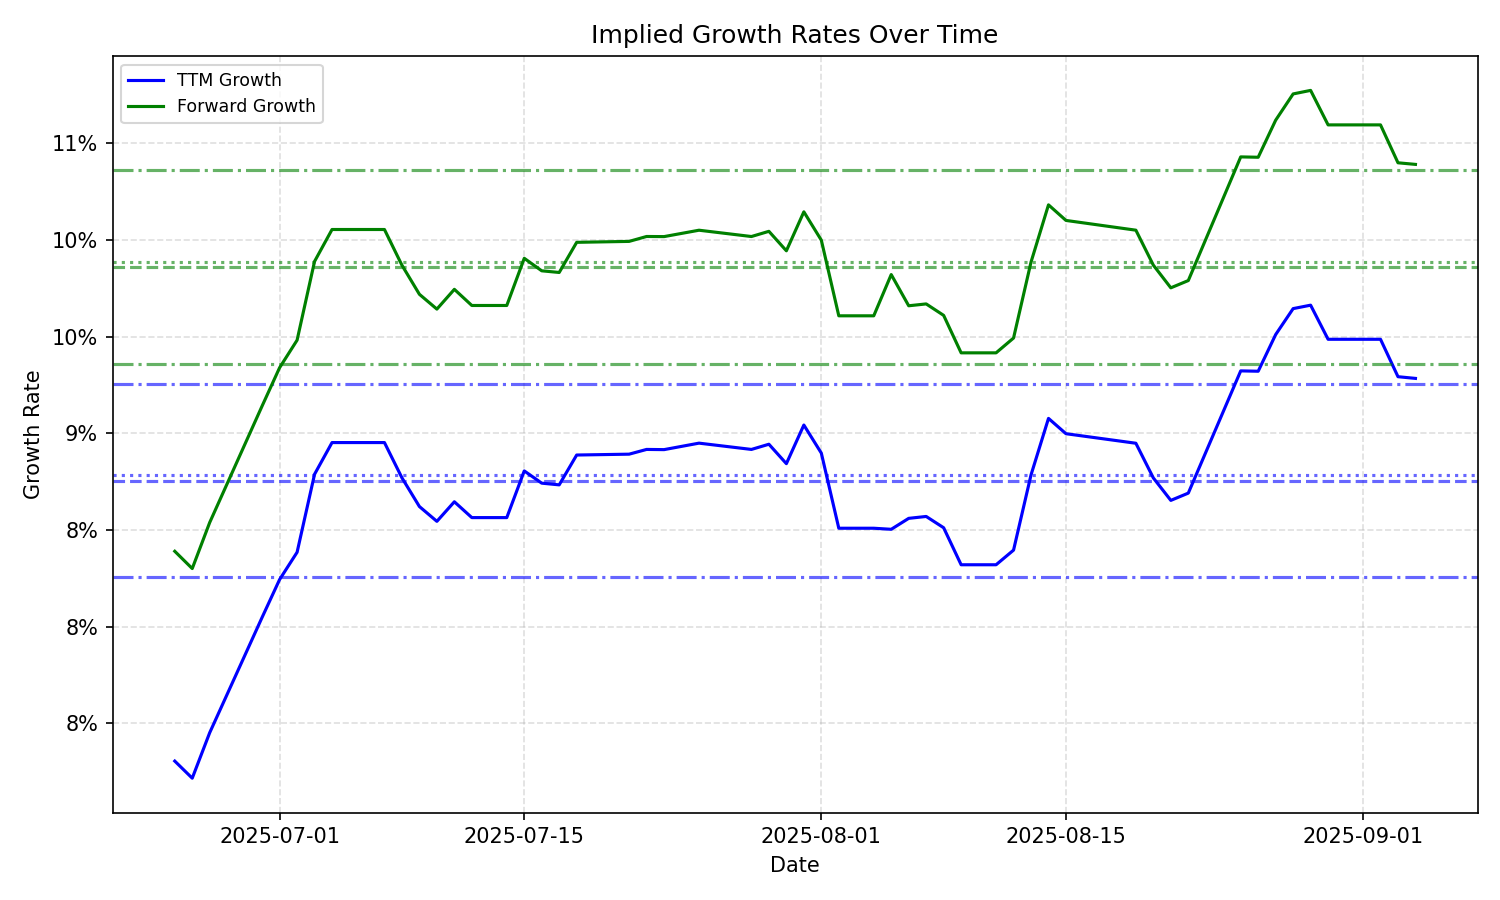 Implied Growth Rates Over Time
TTM Growth
Forward Growth
11%
10%
10%
9%
8%
8%
8%
Growth Rate
2025-07-01
2025-07-15
2025-08-01
2025-08-15
2025-09-01
Date